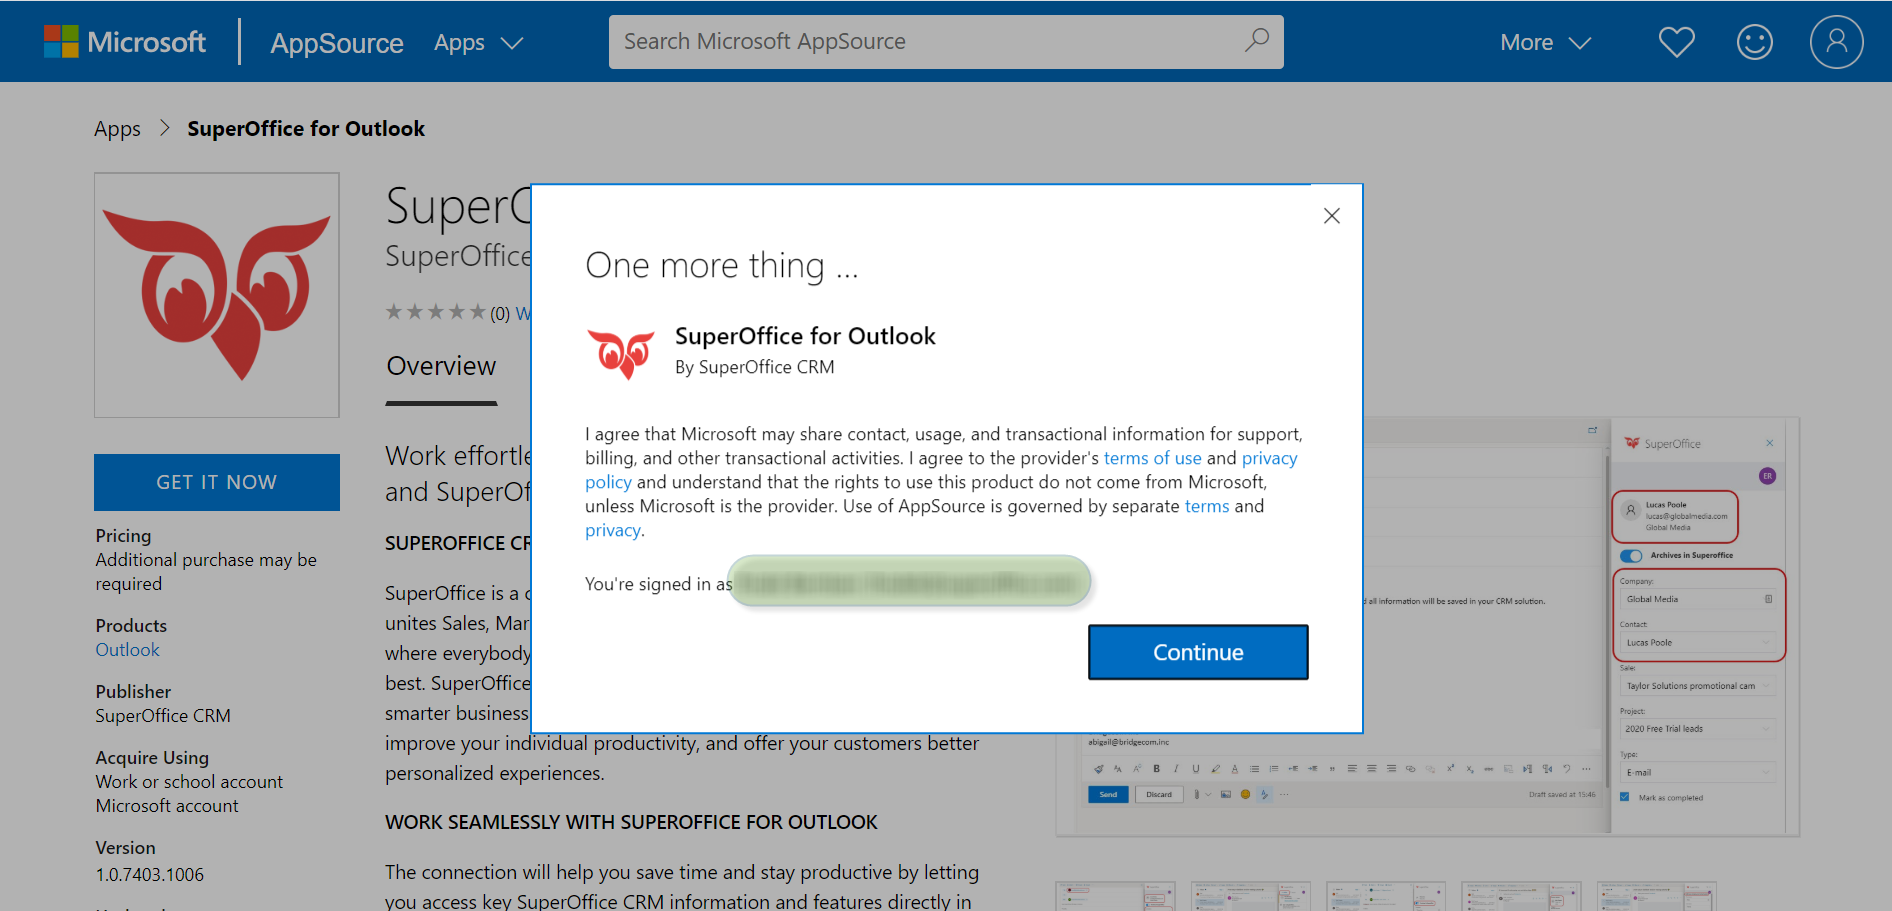 Microsoft
AppSource
Apps
Search Microsoft AppSource
More
Apps
SuperOffice for Outlook
SuperO
SuperOffice
(0) W
Overview
GET IT NOW
Pricing
Additional purchase may be
required
Products
Outlook
Publisher
SuperOffice CRM
Acquire Using
Work or school account
Microsoft account
Version
1.0.7403.1006
Work effortle
and SuperOf
SUPEROFFICE CR
SuperOffice is a c
unites Sales, Mar
where everybody
best. SuperOffice
smarter business
improve your individual productivity, and offer your customers better
personalized experiences.
WORK SEAMLESSLY WITH SUPEROFFICE FOR OUTLOOK
The connection will help you save time and stay productive by letting
you access key SuperOffice CRM information and features directly in
One more thing ...
SuperOffice for Outlook
By SuperOffice CRM
I agree that Microsoft may share contact, usage, and transactional information for support,
billing, and other transactional activities. I agree to the provider's terms of use and privacy
policy and understand that the rights to use this product do not come from Microsoft,
unless Microsoft is the provider. Use of AppSource is governed by separate terms and
privacy.
You're signed in as
Continue
SuperOffice
ER
Lucas Poole
lucas@globalmedia.com
Global Media
Archives in Superoffice
Company:
Global Media
Contact:
Lucas Poole
Sale:
Taylor Solutions promotional cam
Project:
2020 Free Trial leads
Type:
E-mail
Mark as completed
d all information will be saved in your CRM solution.
abigail@bridgecom.inc
Send
Discard
Draft saved at 15:46